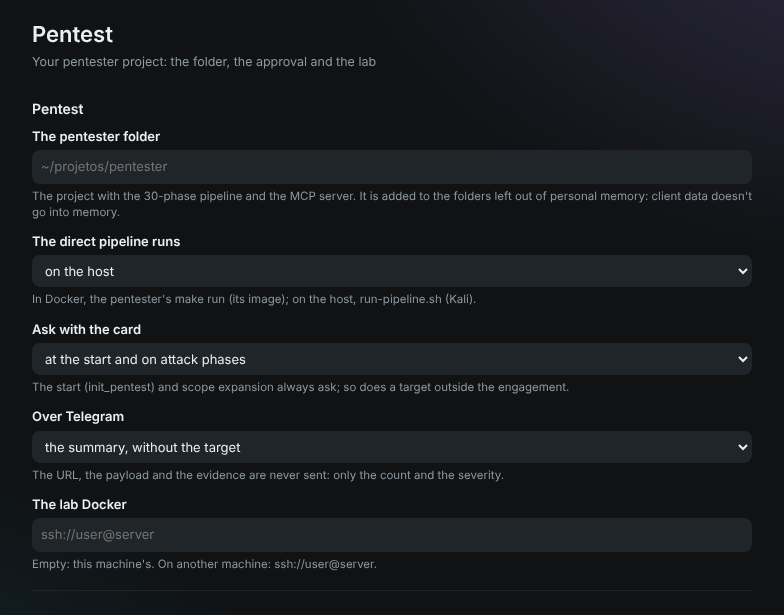 Pentest
Your pentester project: the folder, the approval and the lab
Pentest
The pentester folder
~/projetos/pentester
The project with the 30-phase pipeline and the MCP server. It is added to the folders left out of personal memory: client data doesn't
go into memory.
The direct pipeline runs
on the host
In Docker, the pentester's make run (its image); on the host, run-pipeline.sh (Kali).
Ask with the card
at the start and on attack phases
The start (init_pentest) and scope expansion always ask; so does a target outside the engagement.
Over Telegram
the summary, without the target
The URL, the payload and the evidence are never sent: only the count and the severity.
The lab Docker
ssh://user@server
Empty: this machine's. On another machine: ssh://user@server.